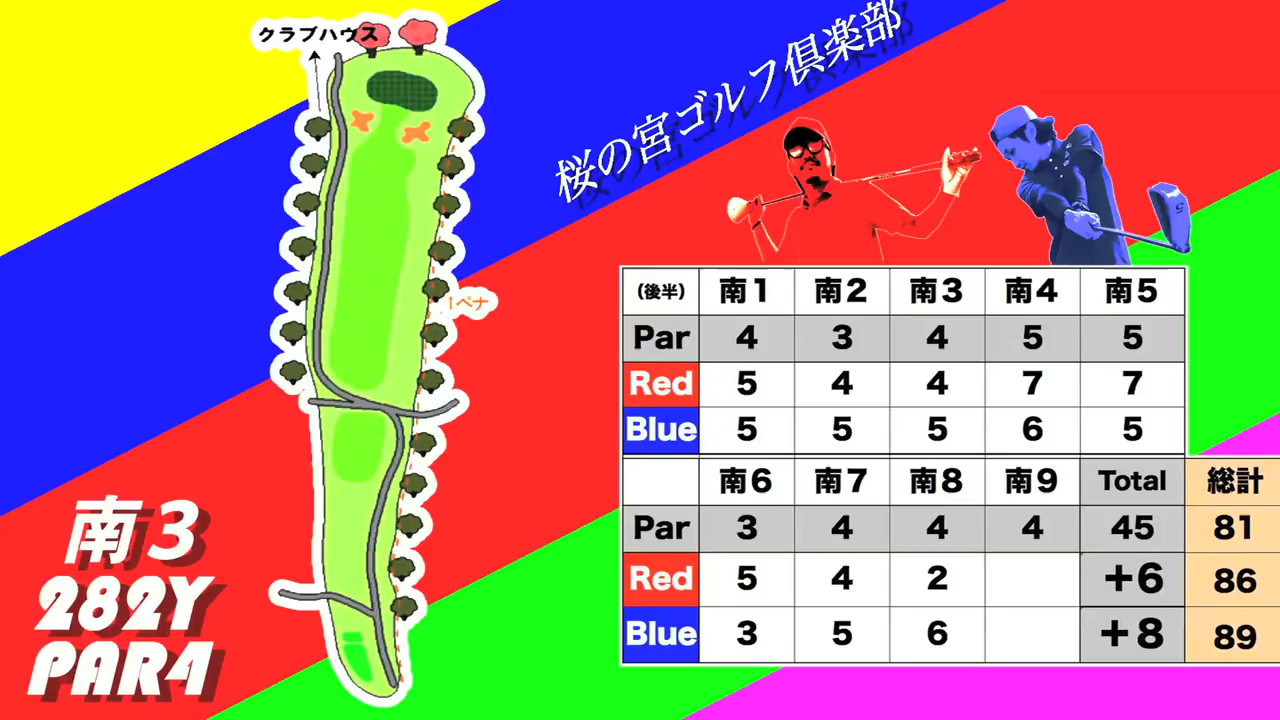 クラブハウス
桜の宮ゴルフ倶楽部
↑ペナ
南3
282Y
PAR4
(後半) 南1 南2 南3 南4 南5
Par 4 3 4 5 5
Red 5 4 4 7 7
Blue 5 5 5 6 5
南6 南7 南8 南9 Total 総計
Par 3 4 4 4 45 81
Red 5 4 2 +6 86
Blue 3 5 6 +8 89